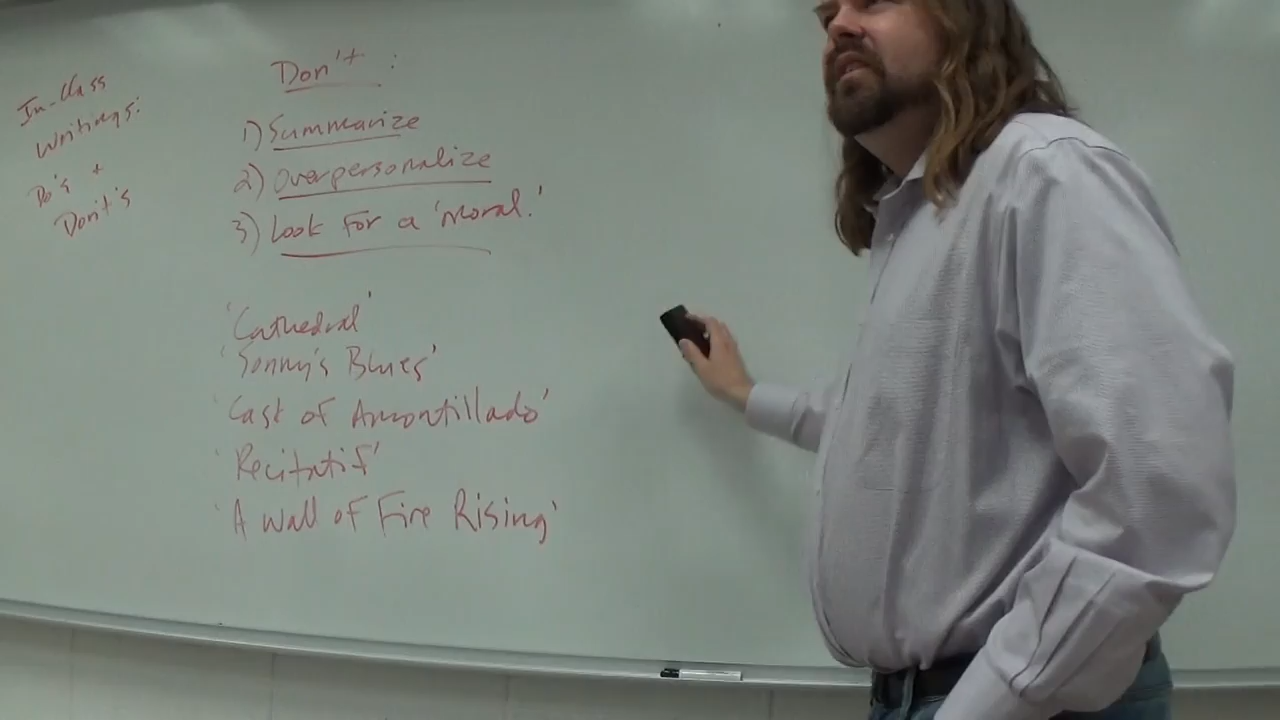 In-Class
Writings:
Do's +
Don't's
Don't:
1) Summarize
2) Overpersonalize
3) Look for a 'Moral.'
'Cathedral'
'Sonny's Blues'
'Cask of Amontillado'
'Recitatif'
'A Wall of Fire Rising'